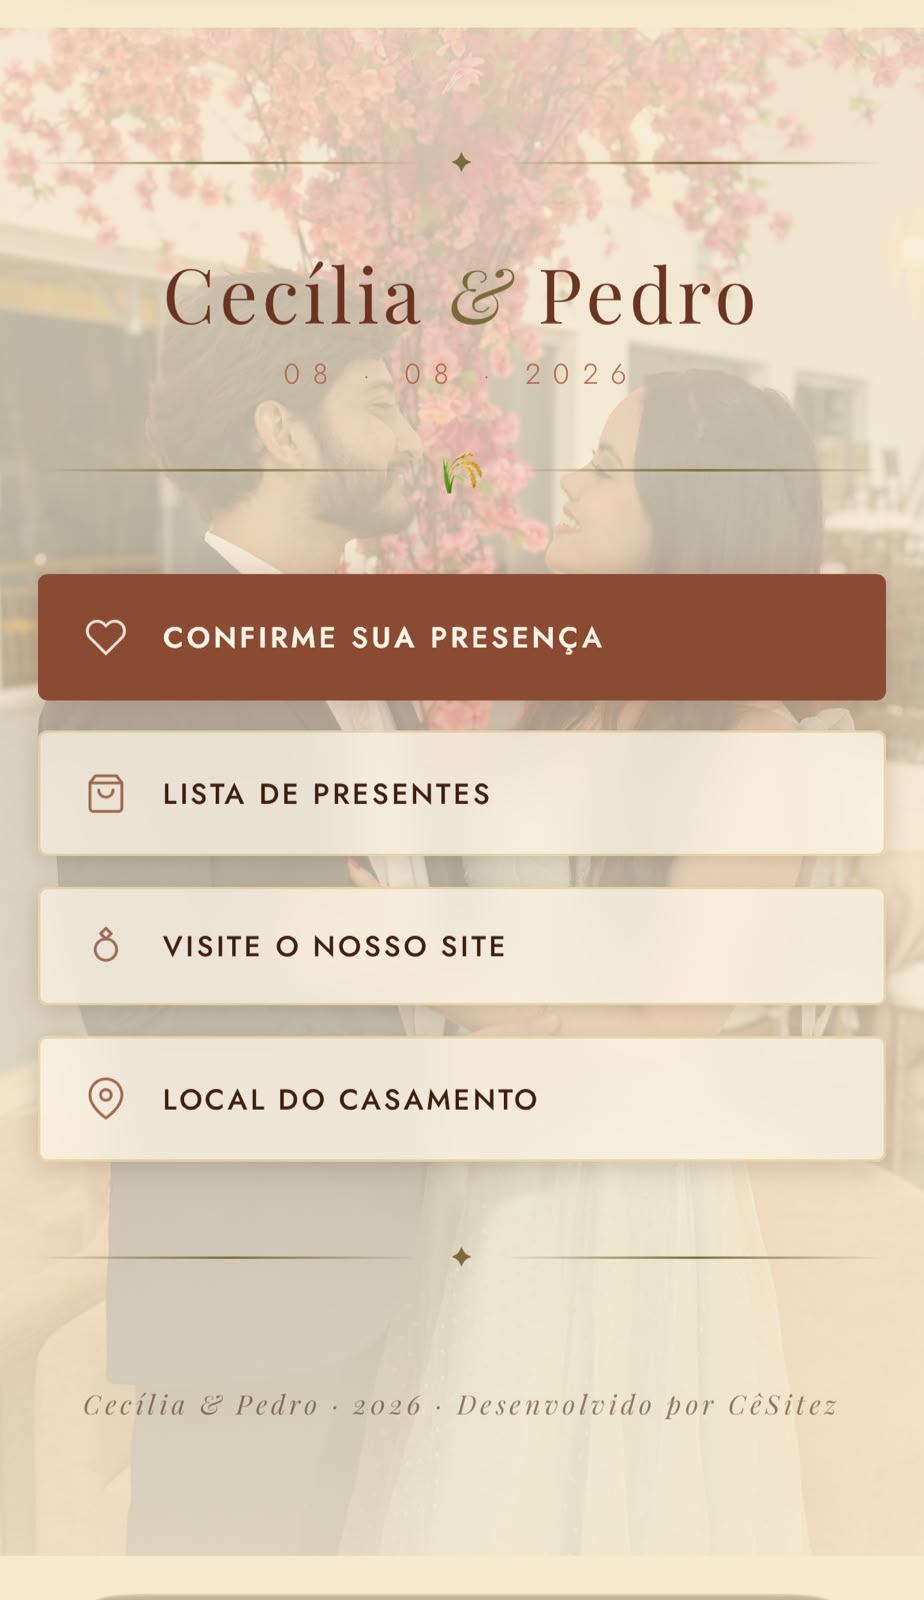 Cecília & Pedro
08 · 08 · 2026
CONFIRME SUA PRESENÇA
LISTA DE PRESENTES
VISITE O NOSSO SITE
LOCAL DO CASAMENTO
Cecília & Pedro · 2026 · Desenvolvido por CêSitez